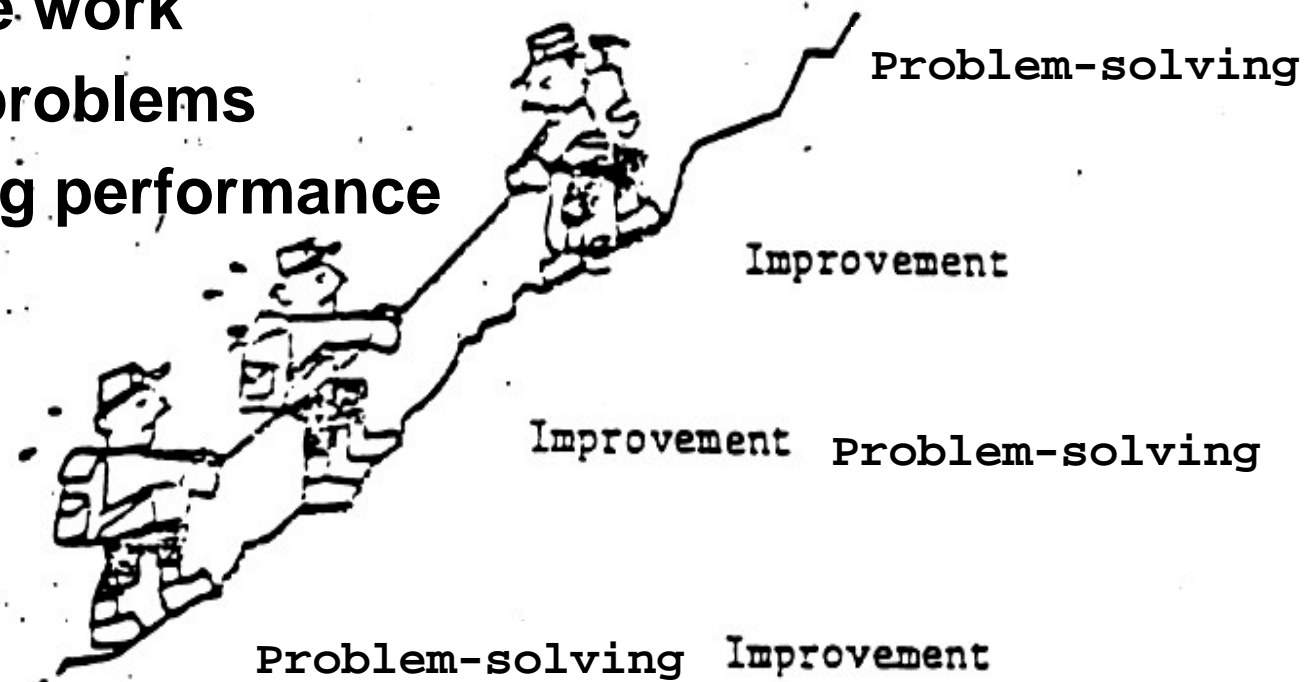 e work
Problem-solving
problems
g performance
Improvement
Improvement Problem-solving
Problem-solving Improvement